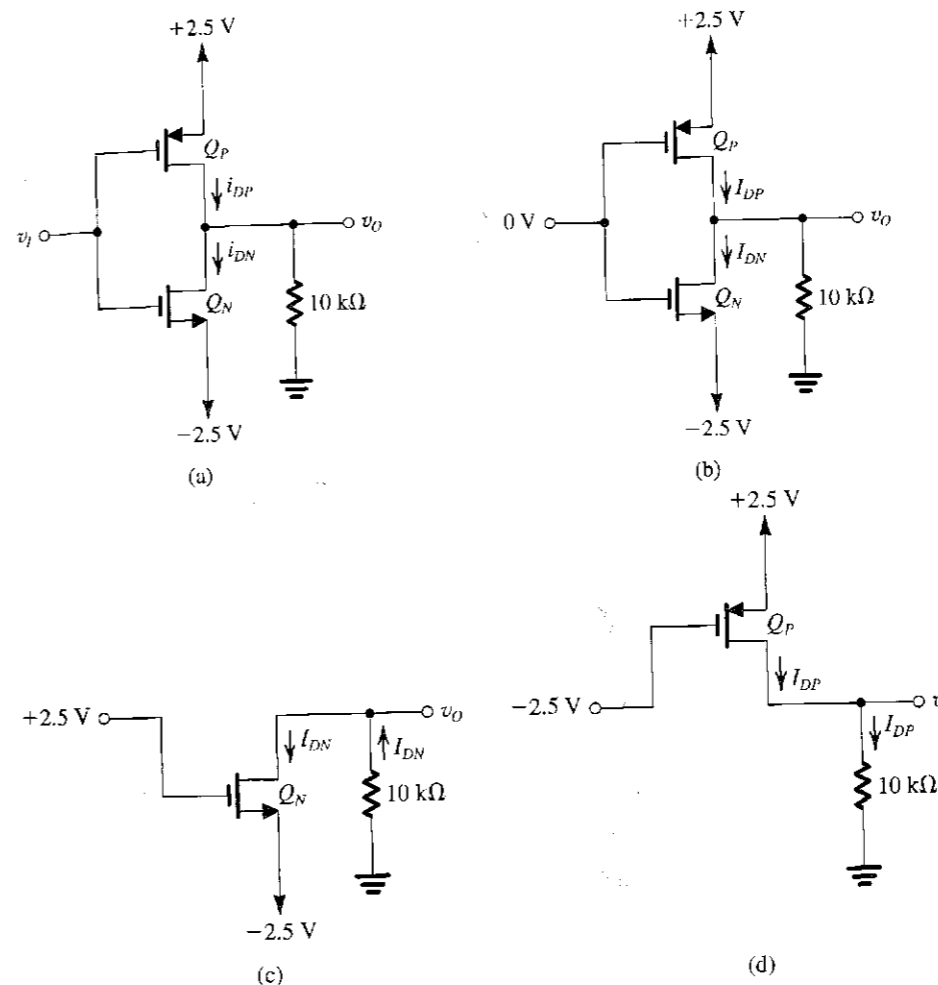 +2.5 V
Q_P
i_DP
v_I
v_O
i_DN
Q_N
10 kΩ
−2.5 V
(a)
+2.5 V
Q_P
I_DP
0 V
v_O
I_DN
Q_N
10 kΩ
−2.5 V
(b)
+2.5 V
v_O
I_DN
I_DN
Q_N
10 kΩ
−2.5 V
(c)
+2.5 V
Q_P
I_DP
−2.5 V
v
I_DP
10 kΩ
(d)